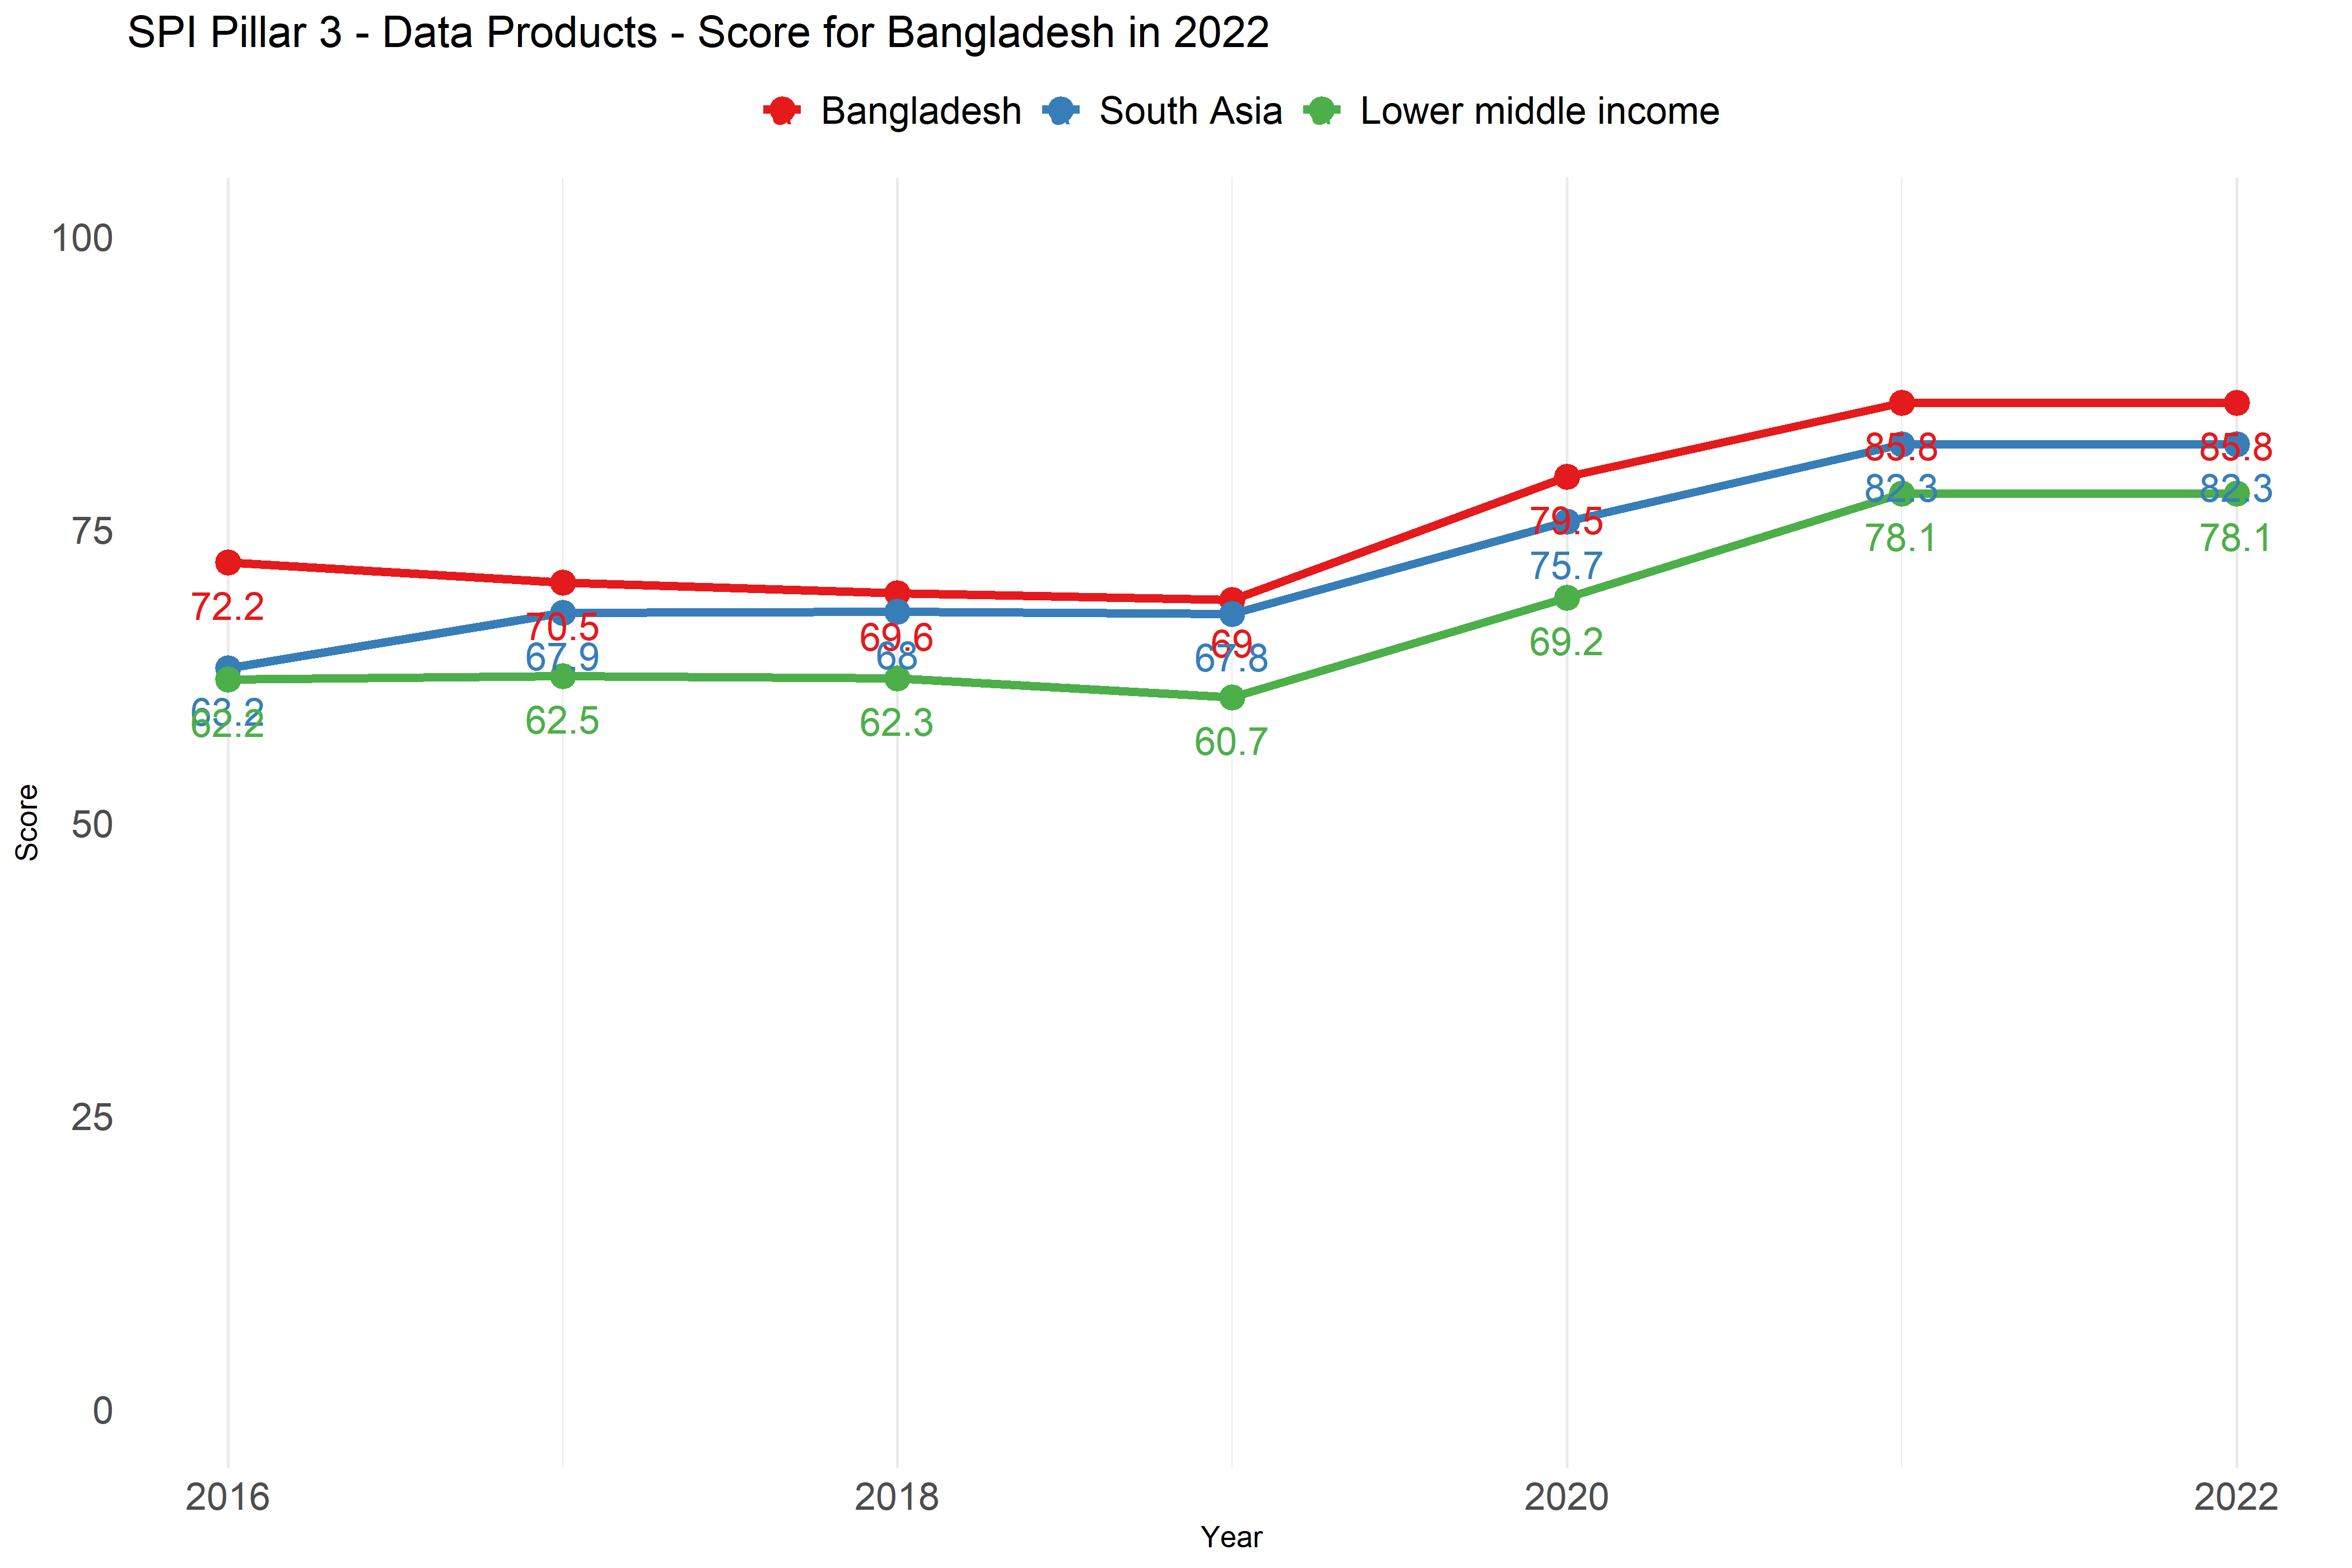 SPI Pillar 3 - Data Products - Score for Bangladesh in 2022
Bangladesh South Asia Lower middle income
100
75
50
25
0
Score
72.2 70.5 69.6 69 79.5 85.8 85.8
63.2 67.9 68 67.8 75.7 82.3 82.3
62.2 62.5 62.3 60.7 69.2 78.1 78.1
2016 2018 2020 2022
Year